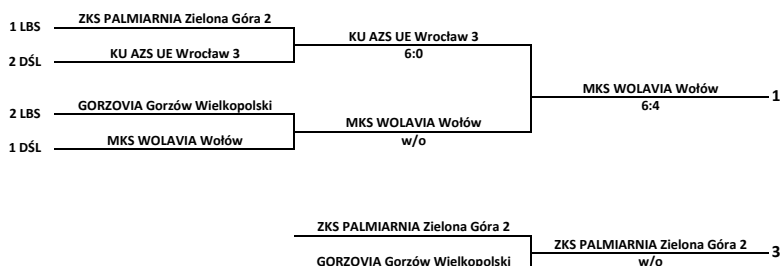 ZKS PALMIARNIA Zielona Góra 2
1 LBS
KU AZS UE Wrocław 3
KU AZS UE Wrocław 3
6:0
2 DŚL
MKS WOLAVIA Wołów
1
6:4
GORZOVIA Gorzów Wielkopolski
2 LBS
MKS WOLAVIA Wołów
w/o
MKS WOLAVIA Wołów
1 DŚL
ZKS PALMIARNIA Zielona Góra 2
ZKS PALMIARNIA Zielona Góra 2
3
w/o
GORZOVIA Gorzów Wielkopolski